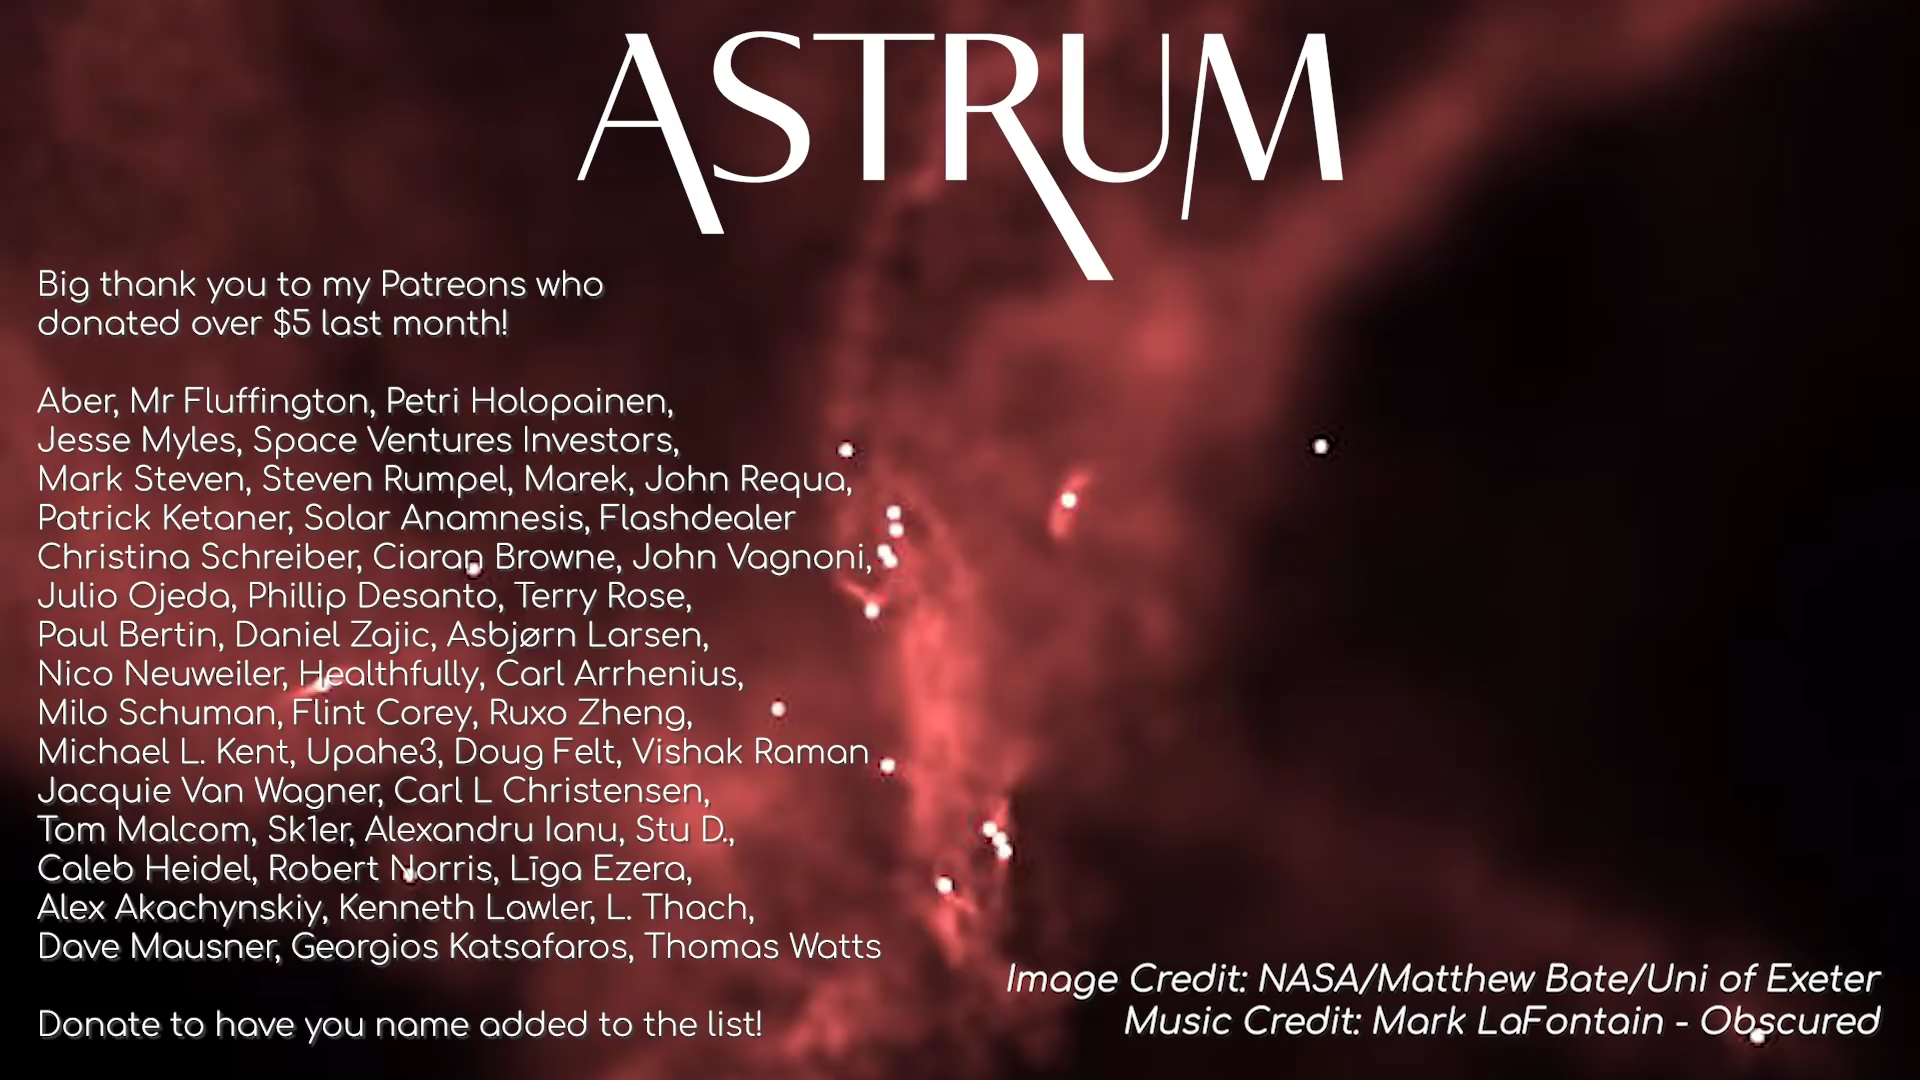 ASTRUM
Big thank you to my Patreons who
donated over $5 last month!
Aber, Mr Fluffington, Petri Holopainen,
Jesse Myles, Space Ventures Investors,
Mark Steven, Steven Rumpel, Marek, John Requa,
Patrick Ketaner, Solar Anamnesis, Flashdealer
Christina Schreiber, Ciaran Browne, John Vagnoni,
Julio Ojeda, Phillip Desanto, Terry Rose,
Paul Bertin, Daniel Zajic, Asbjørn Larsen,
Nico Neuweiler, Healthfully, Carl Arrhenius,
Milo Schuman, Flint Corey, Ruxo Zheng,
Michael L. Kent, Upahe3, Doug Felt, Vishak Raman
Jacquie Van Wagner, Carl L Christensen,
Tom Malcom, Sk1er, Alexandru Ianu, Stu D.,
Caleb Heidel, Robert Norris, Līga Ezera,
Alex Akachynskiy, Kenneth Lawler, L. Thach,
Dave Mausner, Georgios Katsafaros, Thomas Watts
Donate to have you name added to the list!
Image Credit: NASA/Matthew Bate/Uni of Exeter
Music Credit: Mark LaFontain - Obscured